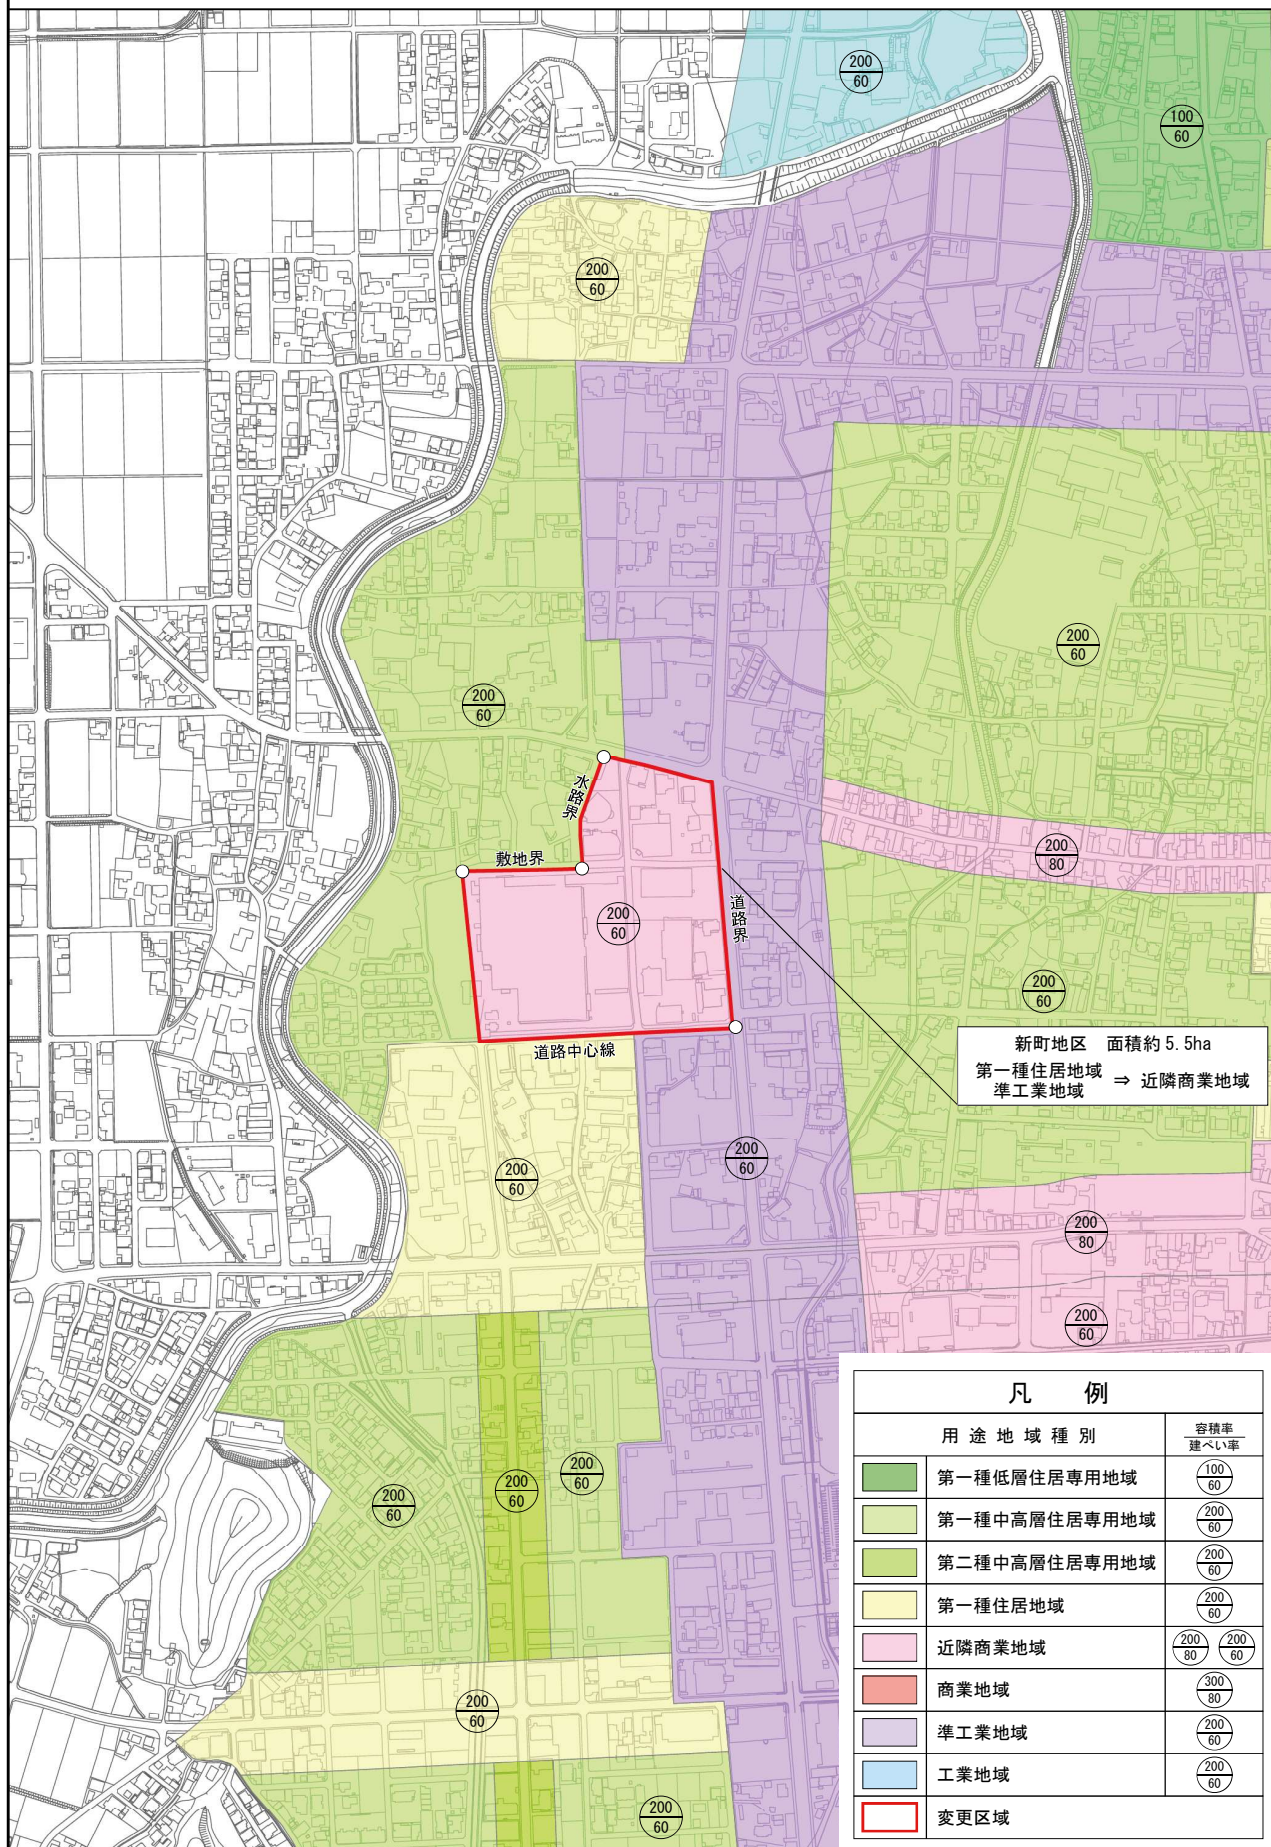 200
60
100
60
200
60
200
60
200
60
水路界
敷地界
200
80
200
60
道路界
200
60
道路中心線
新町地区 面積約5.5ha
第一種住居地域
準工業地域 ⇒ 近隣商業地域
200
60
200
60
200
80
200
60
200
60
200
60
200
60
200
60
200
60
凡 例
用途地域種別 容積率
建ぺい率
第一種低層住居専用地域 100
60
第一種中高層住居専用地域 200
60
第二種中高層住居専用地域 200
60
第一種住居地域 200
60
近隣商業地域 200 200
80 60
商業地域 300
80
準工業地域 200
60
工業地域 200
60
変更区域